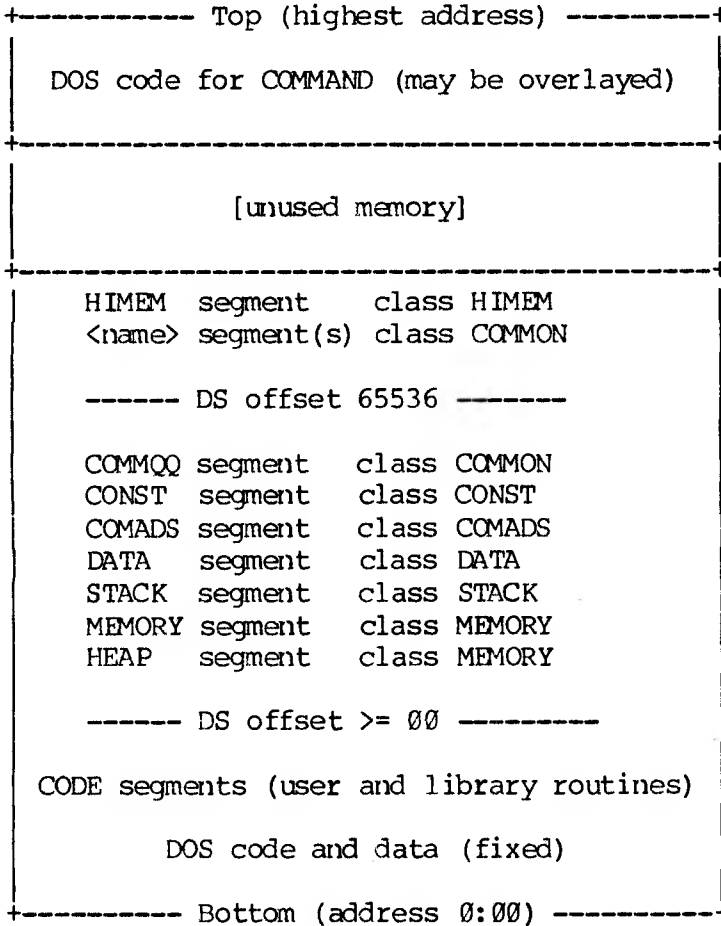 +----------- Top (highest address) ----------+
DOS code for COMMAND (may be overlayed)
+--------------------------------------------+
[unused memory]
+--------------------------------------------+
HIMEM segment class HIMEM
<name> segment(s) class COMMON
------ DS offset 65536 -------
COMMQQ segment class COMMON
CONST segment class CONST
COMADS segment class COMADS
DATA segment class DATA
STACK segment class STACK
MEMORY segment class MEMORY
HEAP segment class MEMORY
------ DS offset >= 00 ---------
CODE segments (user and library routines)
DOS code and data (fixed)
+---------- Bottom (address 0:00) -----------+